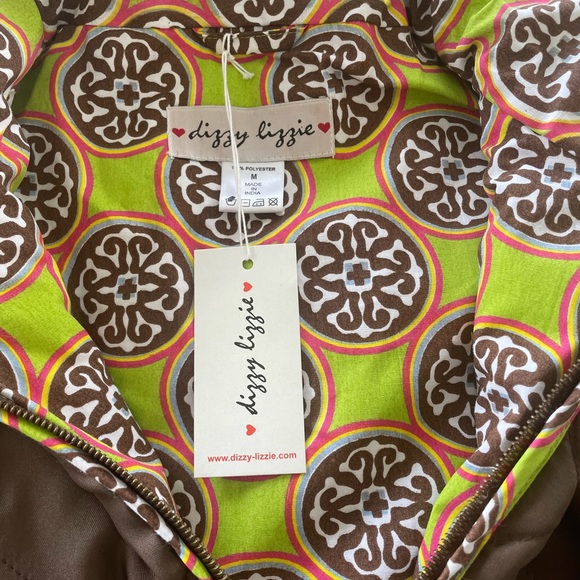 dizzy lizzie
POLYESTER
M
MADE
IN
INDIA
dizzy lizzie
www.dizzy-lizzie.com